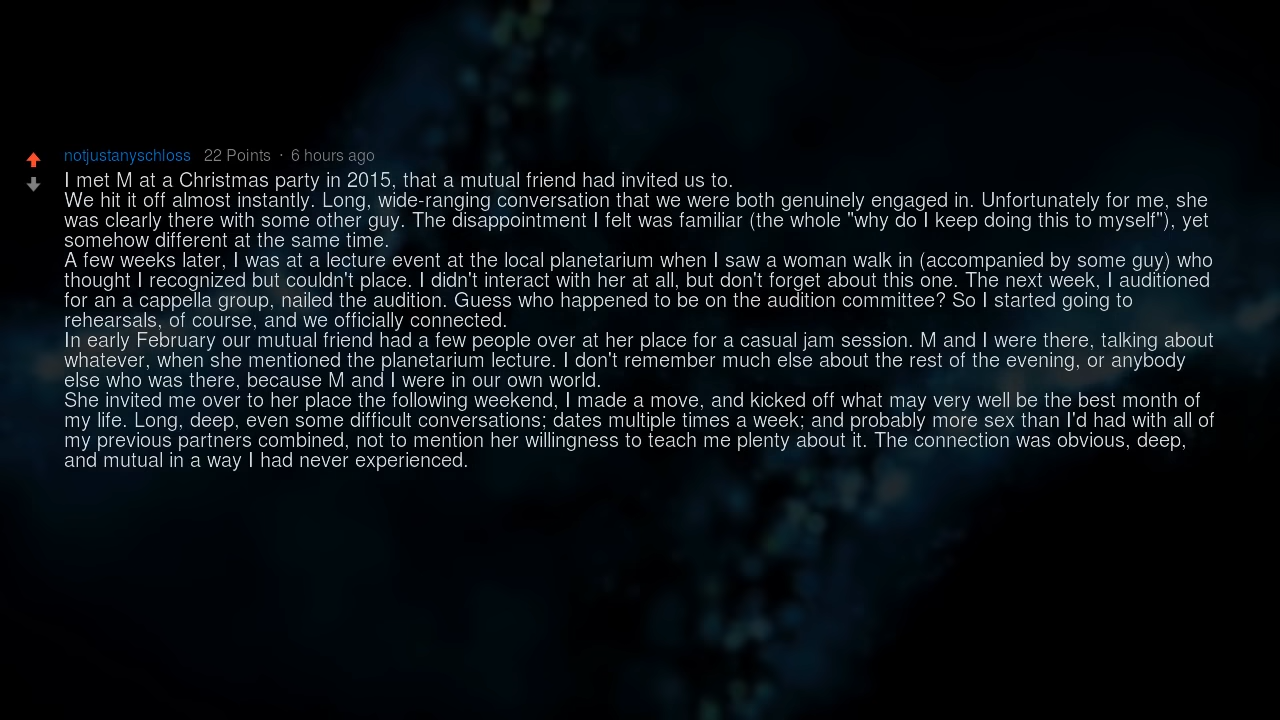 notjustanyschloss 22 Points · 6 hours ago
I met M at a Christmas party in 2015, that a mutual friend had invited us to.
We hit it off almost instantly. Long, wide-ranging conversation that we were both genuinely engaged in. Unfortunately for me, she
was clearly there with some other guy. The disappointment I felt was familiar (the whole "why do I keep doing this to myself"), yet
somehow different at the same time.
A few weeks later, I was at a lecture event at the local planetarium when I saw a woman walk in (accompanied by some guy) who
thought I recognized but couldn't place. I didn't interact with her at all, but don't forget about this one. The next week, I auditioned
for an a cappella group, nailed the audition. Guess who happened to be on the audition committee? So I started going to
rehearsals, of course, and we officially connected.
In early February our mutual friend had a few people over at her place for a casual jam session. M and I were there, talking about
whatever, when she mentioned the planetarium lecture. I don't remember much else about the rest of the evening, or anybody
else who was there, because M and I were in our own world.
She invited me over to her place the following weekend, I made a move, and kicked off what may very well be the best month of
my life. Long, deep, even some difficult conversations; dates multiple times a week; and probably more sex than I'd had with all of
my previous partners combined, not to mention her willingness to teach me plenty about it. The connection was obvious, deep,
and mutual in a way I had never experienced.